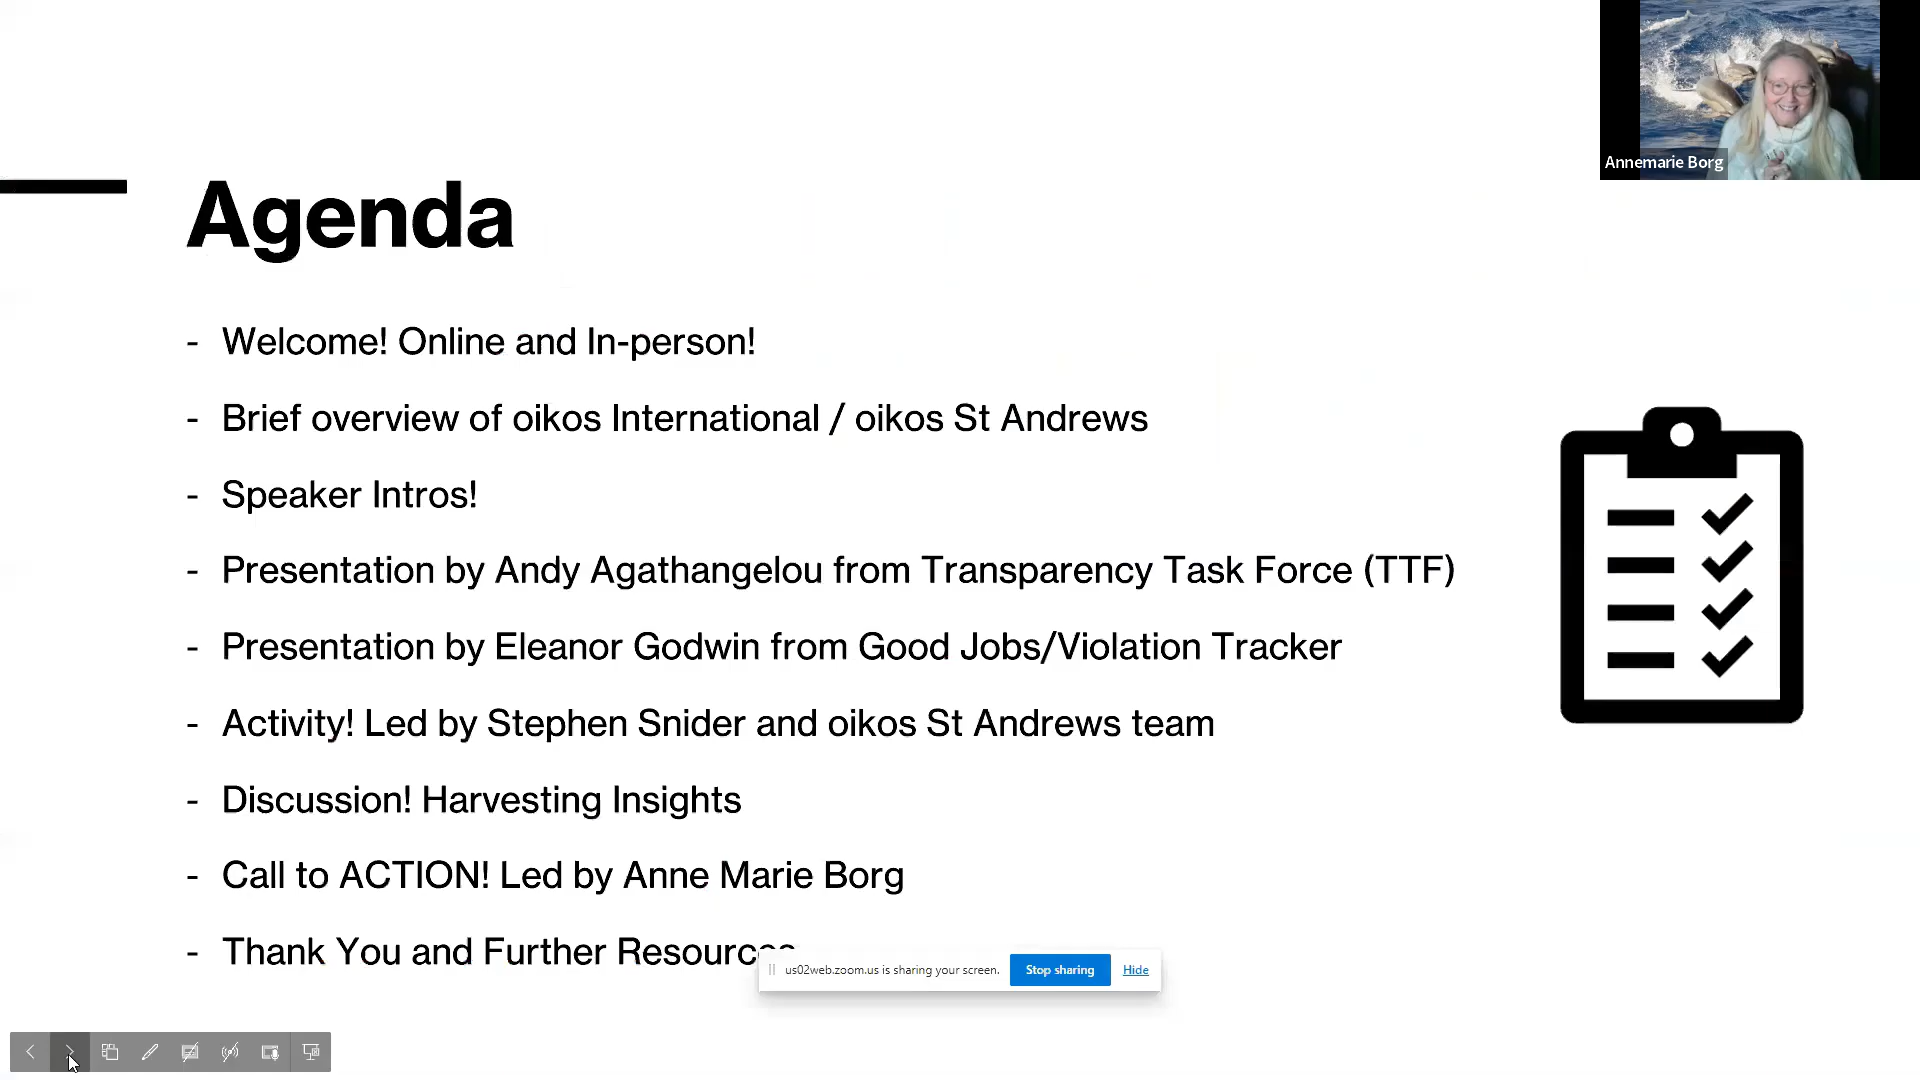 Annemarie Borg
Agenda
- Welcome! Online and In-person!
- Brief overview of oikos International / oikos St Andrews
- Speaker Intros!
- Presentation by Andy Agathangelou from Transparency Task Force (TTF)
- Presentation by Eleanor Godwin from Good Jobs/Violation Tracker
- Activity! Led by Stephen Snider and oikos St Andrews team
- Discussion! Harvesting Insights
- Call to ACTION! Led by Anne Marie Borg
- Thank You and Further Resources
us02web.zoom.us is sharing your screen. Stop sharing Hide